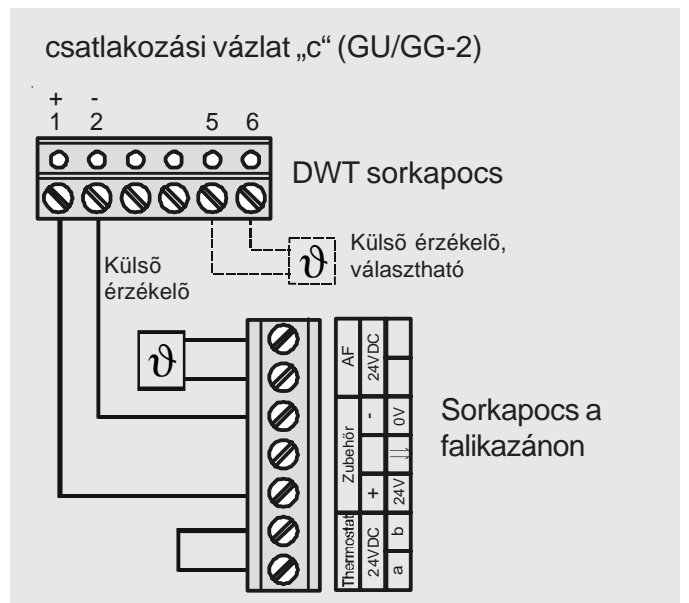 csatlakozási vázlat „c“ (GU/GG-2)
+ -
1 2 5 6
DWT sorkapocs
Külsõ érzékelõ,
választható
Külsõ
érzékelõ
ϑ
ϑ
AF
24VDC
Zubehör
-
0V
+
24V
Thermostat
24VDC
b
a
Sorkapocs a
falikazánon